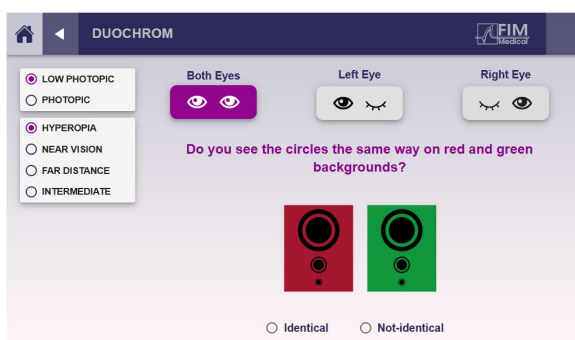 DUOCHROM
FIM
Medical
LOW PHOTOPIC
PHOTOPIC
HYPEROPIA
NEAR VISION
FAR DISTANCE
INTERMEDIATE
Both Eyes
Left Eye
Right Eye
Do you see the circles the same way on red and green
backgrounds?
Identical
Not-identical